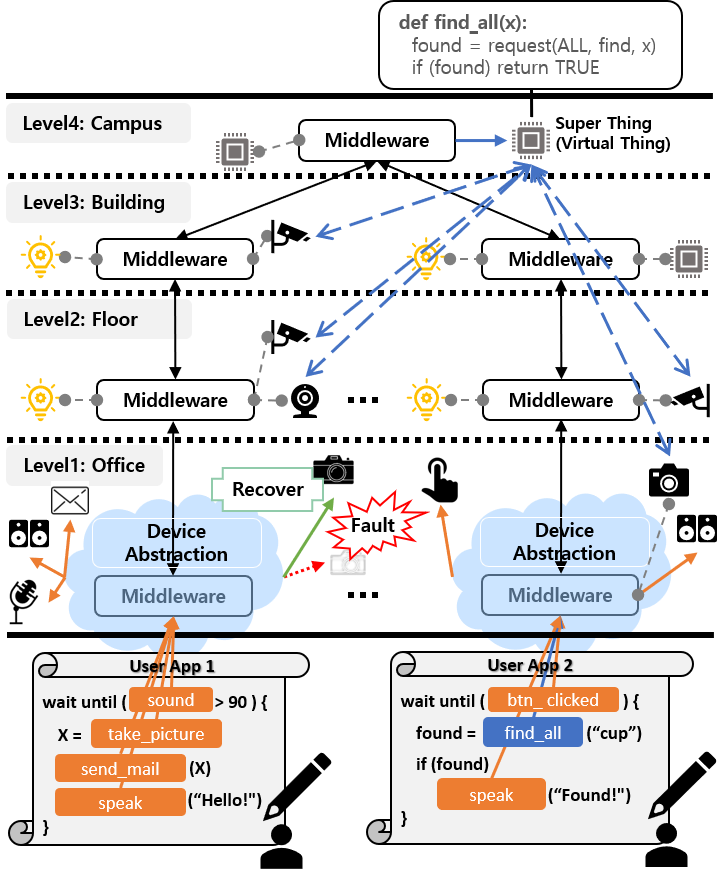 def find_all(x):
found = request(ALL, find, x)
if (found) return TRUE
Level4: Campus
Middleware
Super Thing
(Virtual Thing)
Level3: Building
Middleware
Middleware
Level2: Floor
Middleware
Middleware
Level1: Office
Recover
Fault
Device
Abstraction
Middleware
Device
Abstraction
Middleware
User App 1
wait until ( sound > 90 ) {
X = take_picture
send_mail (X)
speak (“Hello!")
}
User App 2
wait until ( btn_ clicked ) {
found = find_all (“cup”)
if (found)
speak (“Found!")
}